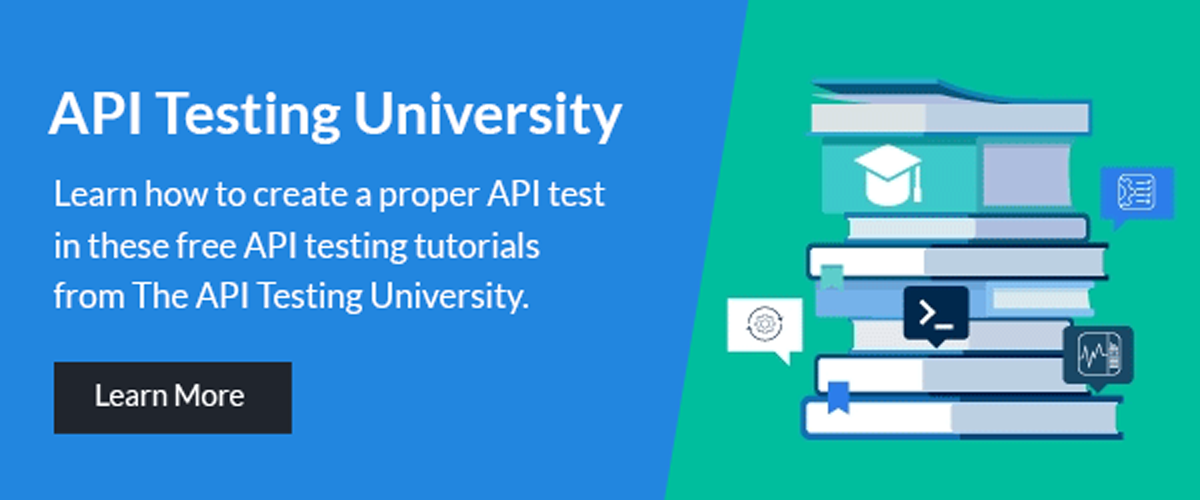 API Testing University
Learn how to create a proper API test
in these free API testing tutorials
from The API Testing University.
Learn More